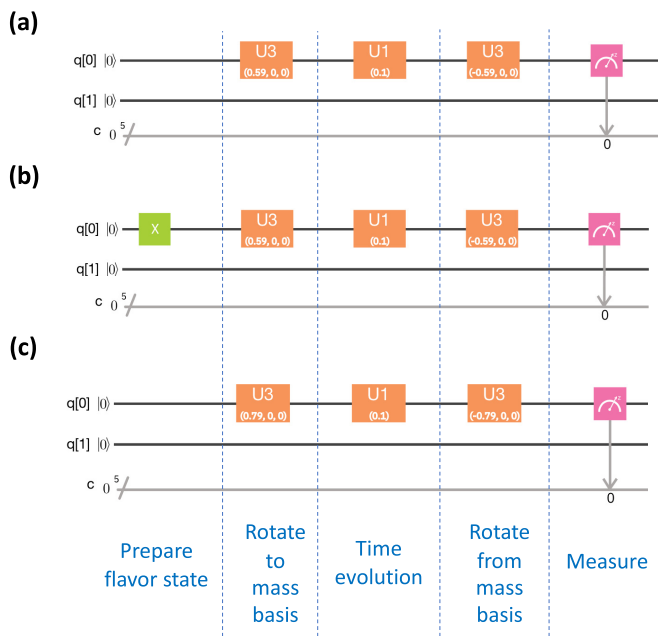 (a)
q[0] |0⟩ U3 (0.59, 0, 0) U1 (0.1) U3 (-0.59, 0, 0) z
q[1] |0⟩
c 0 5 0
(b)
q[0] |0⟩ X U3 (0.59, 0, 0) U1 (0.1) U3 (-0.59, 0, 0) z
q[1] |0⟩
c 0 5 0
(c)
q[0] |0⟩ U3 (0.79, 0, 0) U1 (0.1) U3 (-0.79, 0, 0) z
q[1] |0⟩
c 0 5 0
Prepare
flavor state
Rotate
to
mass
basis
Time
evolution
Rotate
from
mass
basis
Measure